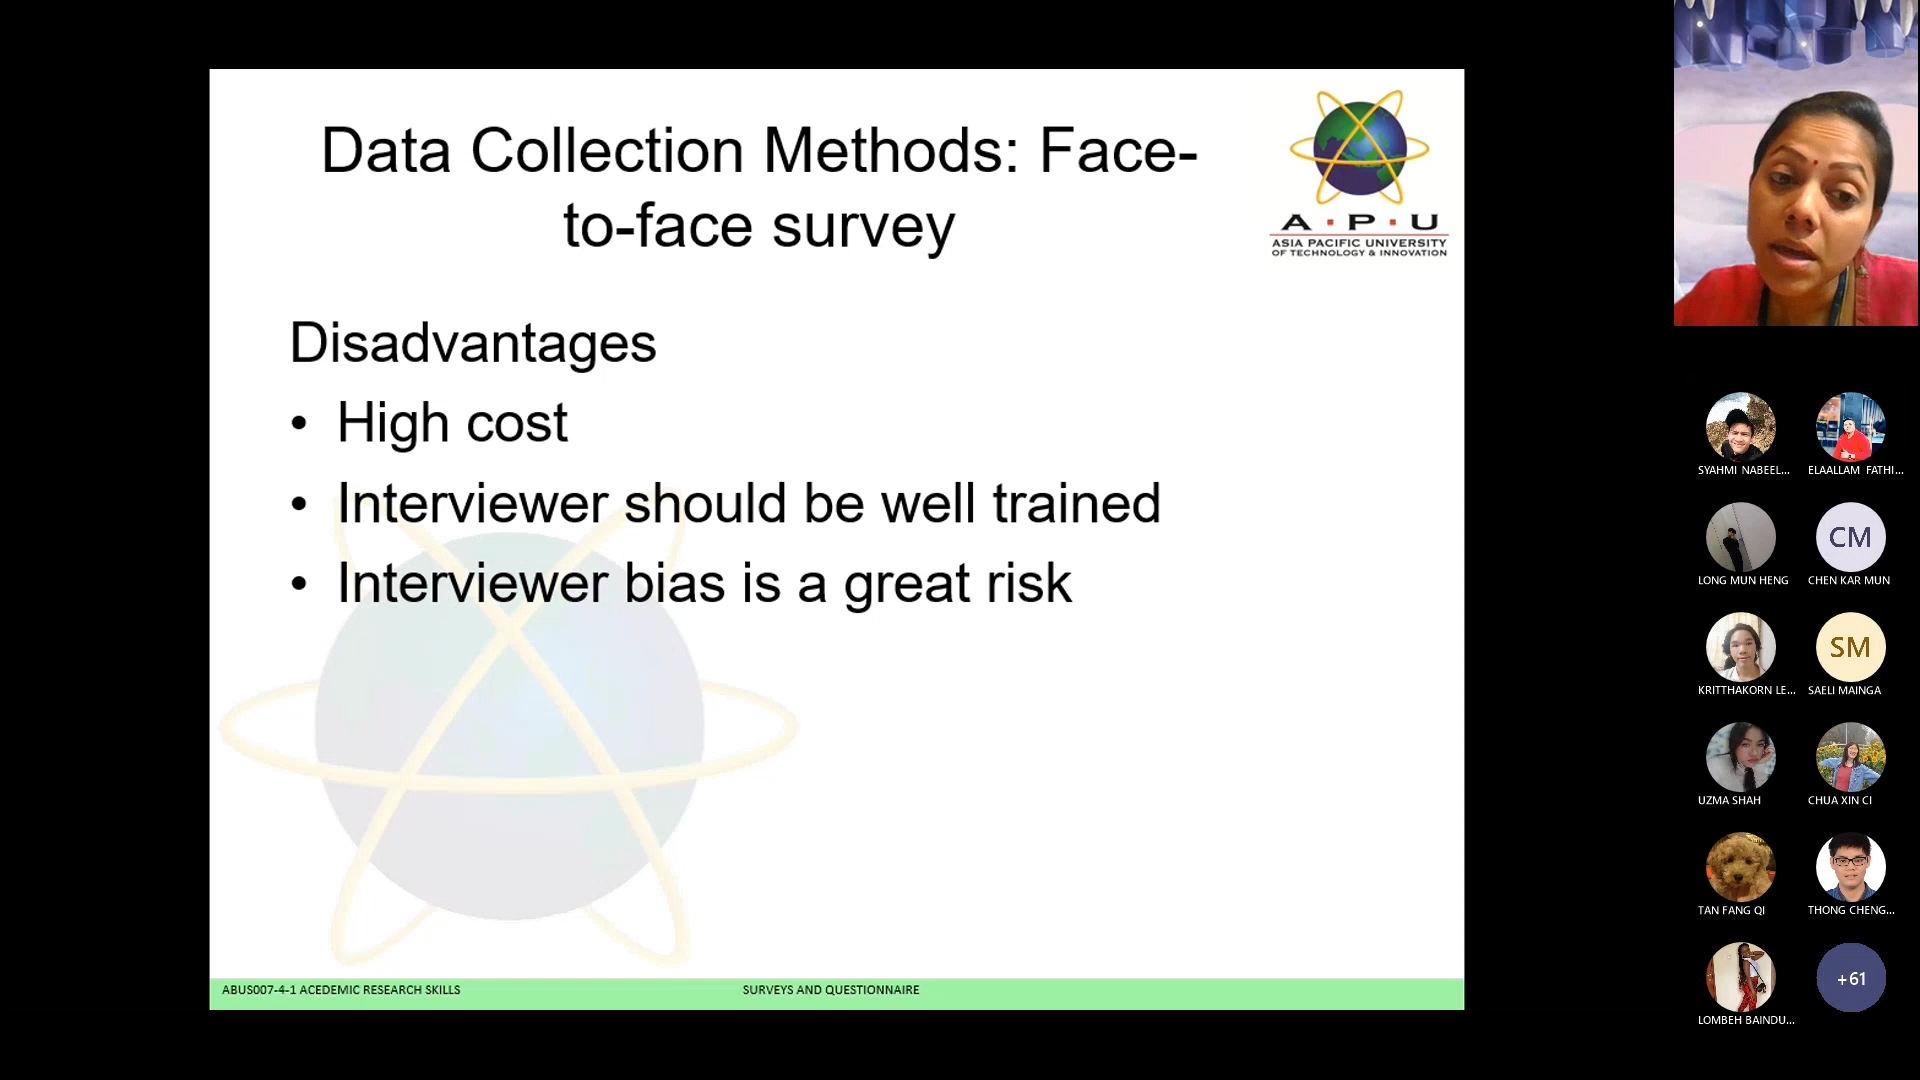 Data Collection Methods: Face-
to-face survey
A·P·U
ASIA PACIFIC UNIVERSITY
OF TECHNOLOGY & INNOVATION
Disadvantages
• High cost
• Interviewer should be well trained
• Interviewer bias is a great risk
ABUS007-4-1 ACEDEMIC RESEARCH SKILLS
SURVEYS AND QUESTIONNAIRE
SYAHMI NABEEL...
ELAALLAM FATHI...
LONG MUN HENG
CM
CHEN KAR MUN
KRITTHAKORN LE...
SM
SAELI MAINGA
UZMA SHAH
CHUA XIN CI
TAN FANG QI
THONG CHENG...
LOMBEH BAINDU...
+61